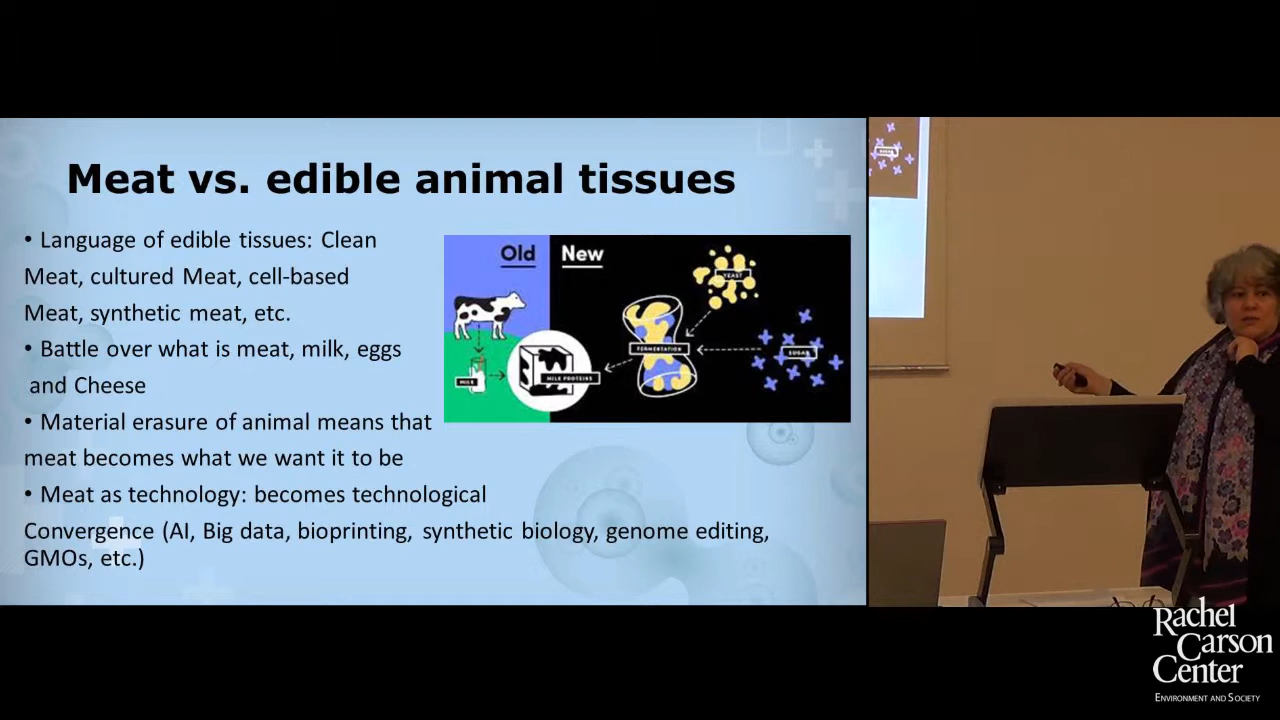 Meat vs. edible animal tissues
• Language of edible tissues: Clean
Meat, cultured Meat, cell-based
Meat, synthetic meat, etc.
• Battle over what is meat, milk, eggs
and Cheese
• Material erasure of animal means that
meat becomes what we want it to be
• Meat as technology: becomes technological
Convergence (AI, Big data, bioprinting, synthetic biology, genome editing,
GMOs, etc.)
Old
New
YEAST
FERMENTATION
SUGAR
MILK
MILK PROTEINS
SUGAR
Rachel
Carson
Center
ENVIRONMENT AND SOCIETY